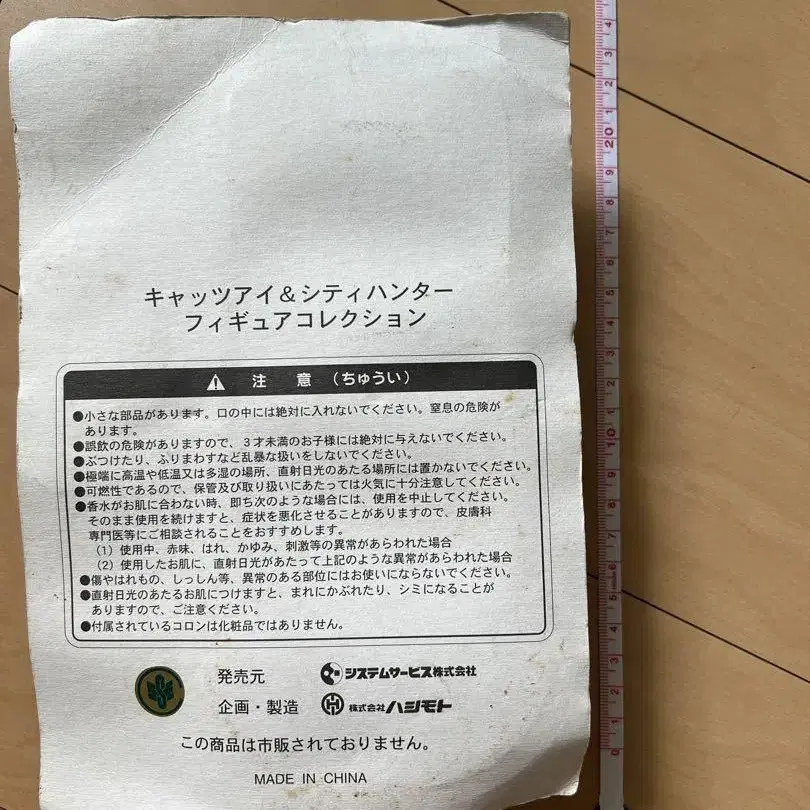 キャッツアイ＆シティハンター
フィギュアコレクション
注 意 （ちゅうい）
●小さな部品があります。口の中には絶対に入れないでください。窒息の危険が
あります。
●誤飲の危険がありますので、３才未満のお子様には絶対に与えないでください。
●ぶつけたり、ふりまわすなど乱暴な扱いをしないでください。
●極端に高温や低温又は多湿の場所、直射日光のあたる場所には置かないでください。
●可燃性であるので、保管及び取り扱いにあたっては火気に十分注意してください。
●香水がお肌に合わない時、即ち次のような場合には、使用を中止してください。
そのまま使用を続けますと、症状を悪化させることがありますので、皮膚科
専門医等にご相談されることをおすすめします。
（1）使用中、赤味、はれ、かゆみ、刺激等の異常があらわれた場合
（2）使用したお肌に、直射日光があたって上記のような異常があらわれた場合
●傷やはれもの、しっしん等、異常のある部位にはお使いにならないでください。
●直射日光のあたるお肌につけますと、まれにかぶれたり、シミになることが
ありますので、ご注意ください。
●付属されているコロンは化粧品ではありません。
発売元 システムサービス株式会社
企画・製造 株式会社ハシモト
この商品は市販されておりません。
MADE IN CHINA
4
3
2
1
20
9
8
7
6
5
4
3
2
1
10
9
8
7
6
5
4
3
2
1
0